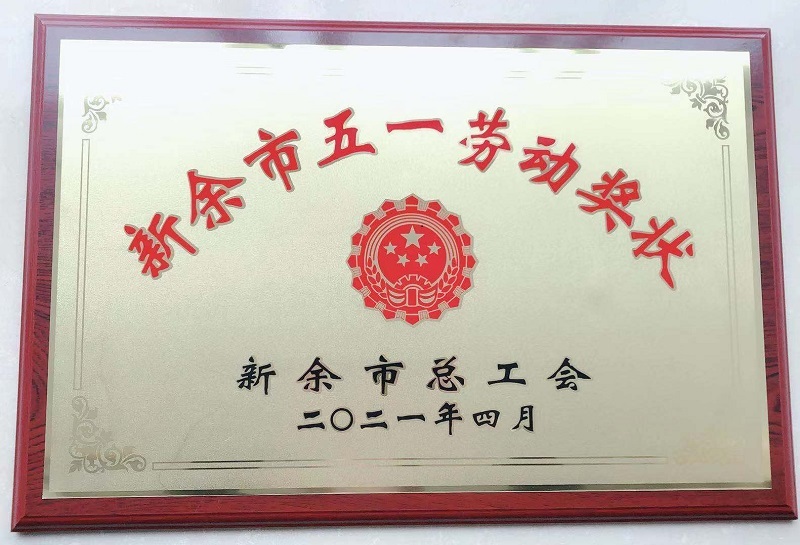 新余市五一劳动奖状
新余市总工会
二〇二一年四月